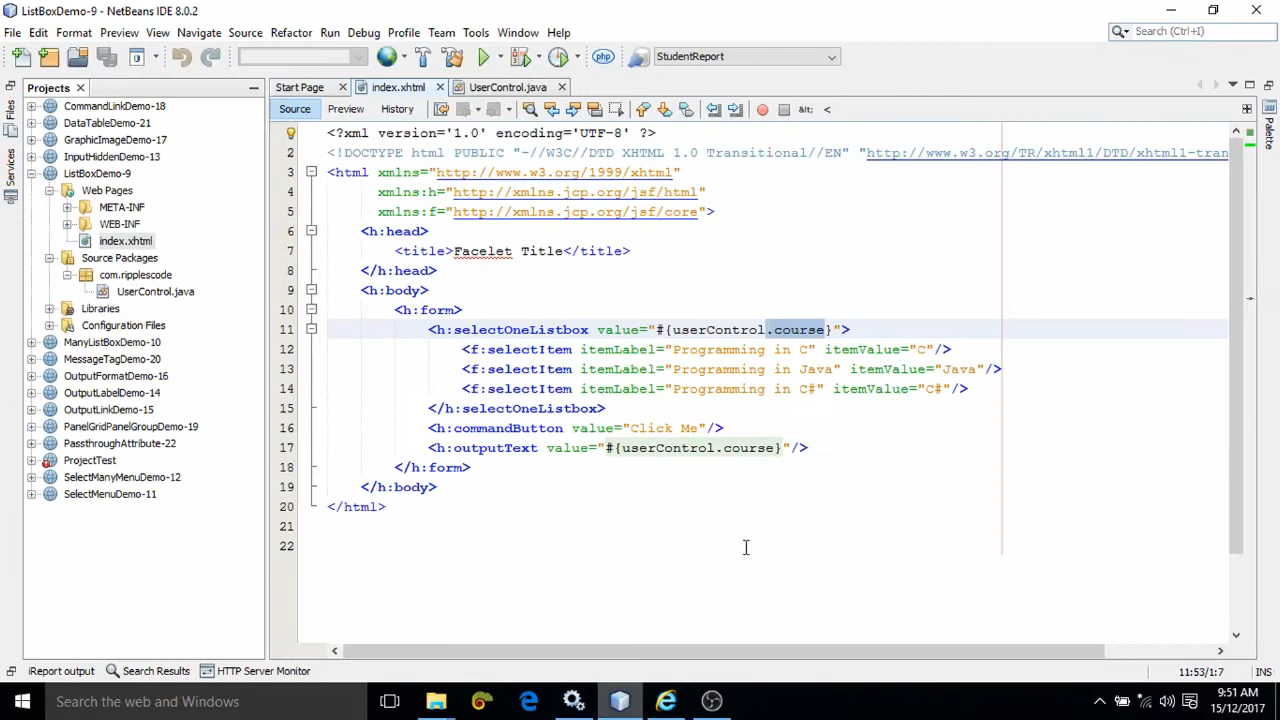 ListBoxDemo-9 - NetBeans IDE 8.0.2
File Edit Format Preview View Navigate Source Refactor Run Debug Profile Team Tools Window Help
Search (Ctrl+I)
php
StudentReport
Projects
Start Page index.xhtml UserControl.java
Source Preview History
&lt: <
Files
Services
Palette
CommandLinkDemo-18
DataTableDemo-21
GraphicImageDemo-17
InputHiddenDemo-13
ListBoxDemo-9
Web Pages
META-INF
WEB-INF
index.xhtml
Source Packages
com.ripplescode
UserControl.java
Libraries
Configuration Files
ManyListBoxDemo-10
MessageTagDemo-20
OutputFormatDemo-16
OutputLabelDemo-14
OutputLinkDemo-15
PanelGridPanelGroupDemo-19
PassthroughAttribute-22
ProjectTest
SelectManyMenuDemo-12
SelectMenuDemo-11
<?xml version='1.0' encoding='UTF-8' ?>
2 <!DOCTYPE html PUBLIC "-//W3C//DTD XHTML 1.0 Transitional//EN" "http://www.w3.org/TR/xhtml1/DTD/xhtml1-tran
3 <html xmlns="http://www.w3.org/1999/xhtml"
4 xmlns:h="http://xmlns.jcp.org/jsf/html"
5 xmlns:f="http://xmlns.jcp.org/jsf/core">
6 <h:head>
7 <title>Facelet Title</title>
8 </h:head>
9 <h:body>
10 <h:form>
11 <h:selectOneListbox value="#{userControl.course}">
12 <f:selectItem itemLabel="Programming in C" itemValue="C"/>
13 <f:selectItem itemLabel="Programming in Java" itemValue="Java"/>
14 <f:selectItem itemLabel="Programming in C#" itemValue="C#"/>
15 </h:selectOneListbox>
16 <h:commandButton value="Click Me"/>
17 <h:outputText value="#{userControl.course}"/>
18 </h:form>
19 </h:body>
20 </html>
21
22
iReport output Search Results HTTP Server Monitor
11:53/1:7 INS
Search the web and Windows
9:51 AM
15/12/2017